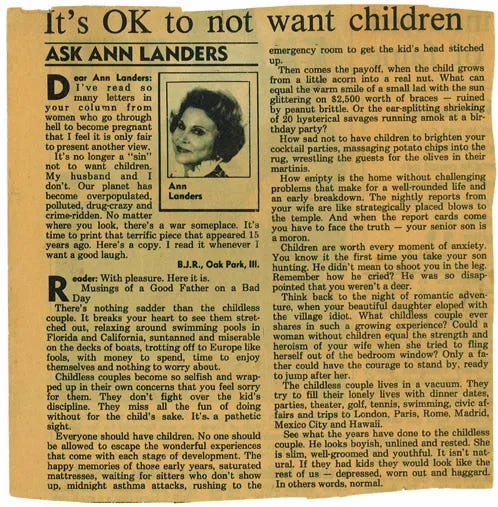 It's OK to not want children
ASK ANN LANDERS
Dear Ann Landers:
I've read so
many letters in
your column from
women who go through
hell to become pregnant
that I feel it is only fair
to present another view.
It's no longer a "sin"
not to want children.
My husband and I
don't. Our planet has
become overpopulated,
polluted, drug-crazy and
crime-ridden. No matter
where you look, there's a war someplace. It's
time to print that terrific piece that appeared 15
years ago. Here's a copy. I read it whenever I
want a good laugh.
B.J.R., Oak Park, Ill.
Ann
Landers
Reader: With pleasure. Here it is.
Musings of a Good Father on a Bad
Day
There's nothing sadder than the childless
couple. It breaks your heart to see them stret-
ched out, relaxing around swimming pools in
Florida and California, suntanned and miserable
on the decks of boats, trotting off to Europe like
fools, with money to spend, time to enjoy
themselves and nothing to worry about.
Childless couples become so selfish and wrap-
ped up in their own concerns that you feel sorry
for them. They don't fight over the kid's
discipline. They miss all the fun of doing
without for the child's sake. It's a pathetic
sight.
Everyone should have children. No one should
be allowed to escape the wonderful experiences
that come with each stage of development. The
happy memories of those early years, saturated
mattresses, waiting for sitters who don't show
up, midnight asthma attacks, rushing to the
emergency room to get the kid's head stitched
up.
Then comes the payoff, when the child grows
from a little acorn into a real nut. What can
equal the warm smile of a small lad with the sun
glittering on $2,500 worth of braces — ruined
by peanut brittle. Or the ear-splitting shrieking
of 20 hysterical savages running amok at a bir-
thday party?
How sad not to have children to brighten your
cocktail parties, massaging potato chips into the
rug, wrestling the guests for the olives in their
martinis.
How empty is the home without challenging
problems that make for a well-rounded life and
an early breakdown. The nightly reports from
your wife are like strategically placed blows to
the temple. And when the report cards come
you have to face the truth — your senior son is
a moron.
Children are worth every moment of anxiety.
You know it the first time you take your son
hunting. He didn't mean to shoot you in the leg.
Remember how he cried? He was so disap-
pointed that you weren't a deer.
Think back to the night of romantic adven-
ture, when your beautiful daughter eloped with
the village idiot. What childless couple ever
shares in such a growing experience? Could a
woman without children equal the strength and
heroism of your wife when she tried to fling
herself out of the bedroom window? Only a fa-
ther could have the courage to stand by, ready
to jump after her.
The childless couple lives in a vacuum. They
try to fill their lonely lives with dinner dates,
parties, theater, golf, tennis, swimming, civic af-
fairs and trips to London, Paris, Rome, Madrid,
Mexico City and Hawaii.
See what the years have done to the childless
couple. He looks boyish, unlined and rested. She
is slim, well-groomed and youthful. It isn't nat-
ural. If they had kids they would look like the
rest of us — depressed, worn out and haggard.
In others words, normal.